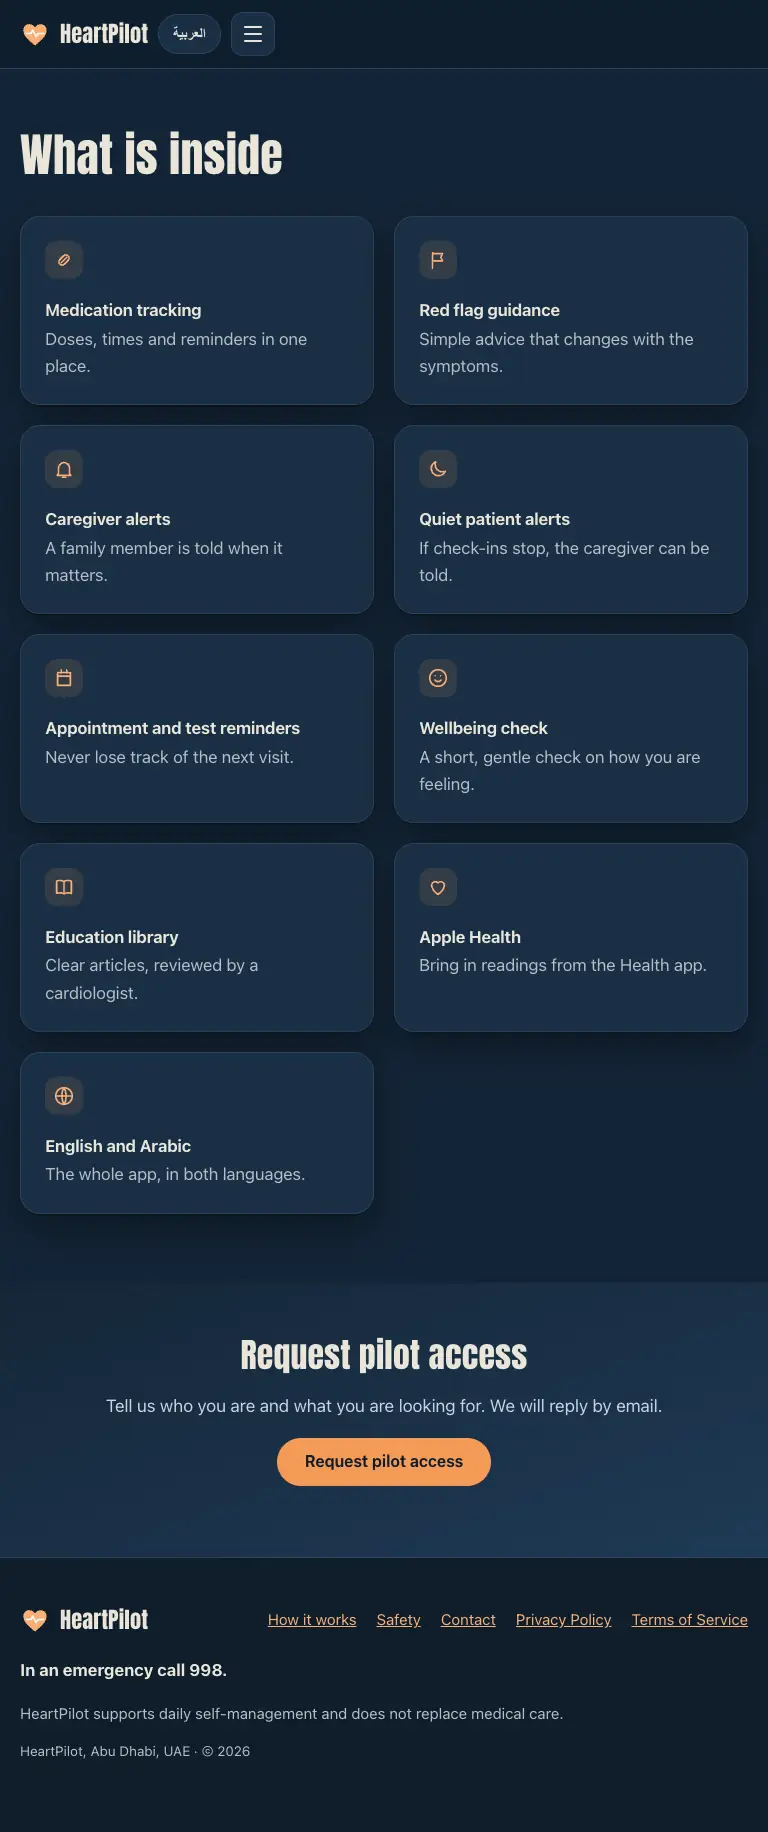 HeartPilot
العربية
What is inside
Medication tracking
Doses, times and reminders in one
place.
Red flag guidance
Simple advice that changes with the
symptoms.
Caregiver alerts
A family member is told when it
matters.
Quiet patient alerts
If check-ins stop, the caregiver can be
told.
Appointment and test reminders
Never lose track of the next visit.
Wellbeing check
A short, gentle check on how you are
feeling.
Education library
Clear articles, reviewed by a
cardiologist.
Apple Health
Bring in readings from the Health app.
English and Arabic
The whole app, in both languages.
Request pilot access
Tell us who you are and what you are looking for. We will reply by email.
Request pilot access
HeartPilot
How it works Safety Contact Privacy Policy Terms of Service
In an emergency call 998.
HeartPilot supports daily self-management and does not replace medical care.
HeartPilot, Abu Dhabi, UAE · © 2026